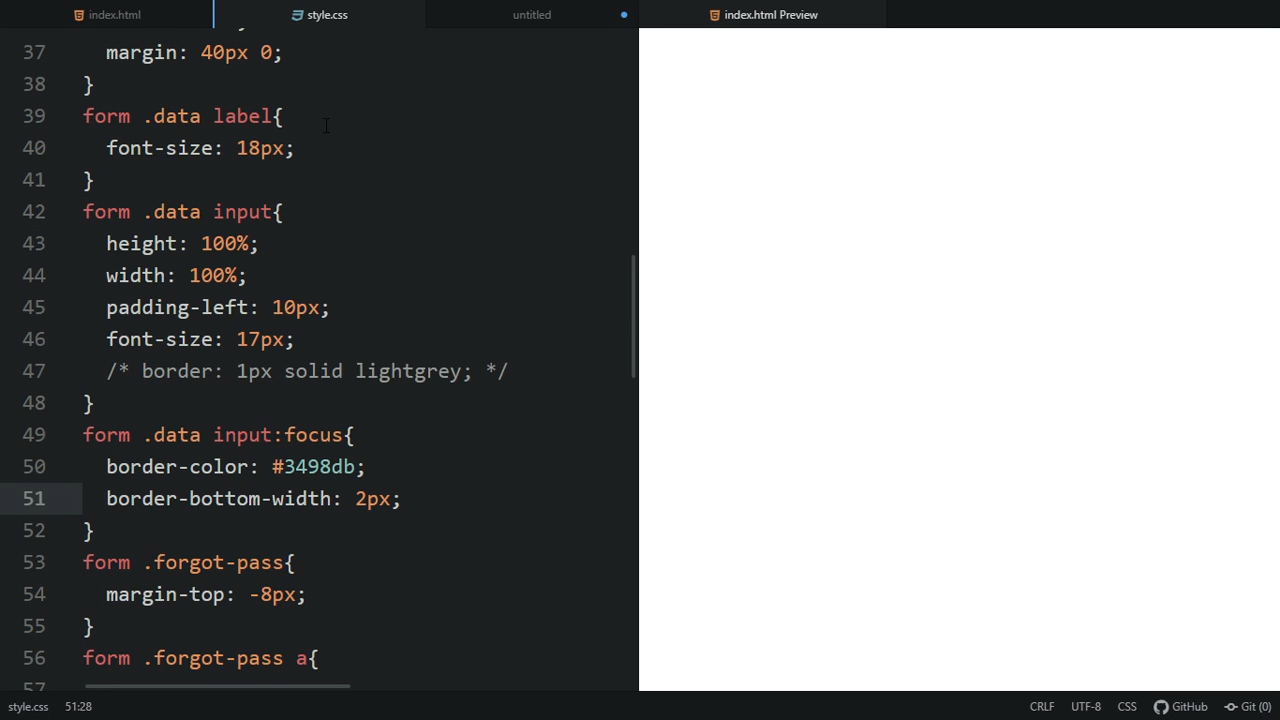 index.html
style.css
untitled
index.html Preview
37 margin: 40px 0;
38 }
39 form .data label{
40 font-size: 18px;
41 }
42 form .data input{
43 height: 100%;
44 width: 100%;
45 padding-left: 10px;
46 font-size: 17px;
47 /* border: 1px solid lightgrey; */
48 }
49 form .data input:focus{
50 border-color: #3498db;
51 border-bottom-width: 2px;
52 }
53 form .forgot-pass{
54 margin-top: -8px;
55 }
56 form .forgot-pass a{
57
style.css 51:28
CRLF UTF-8 CSS GitHub Git (0)